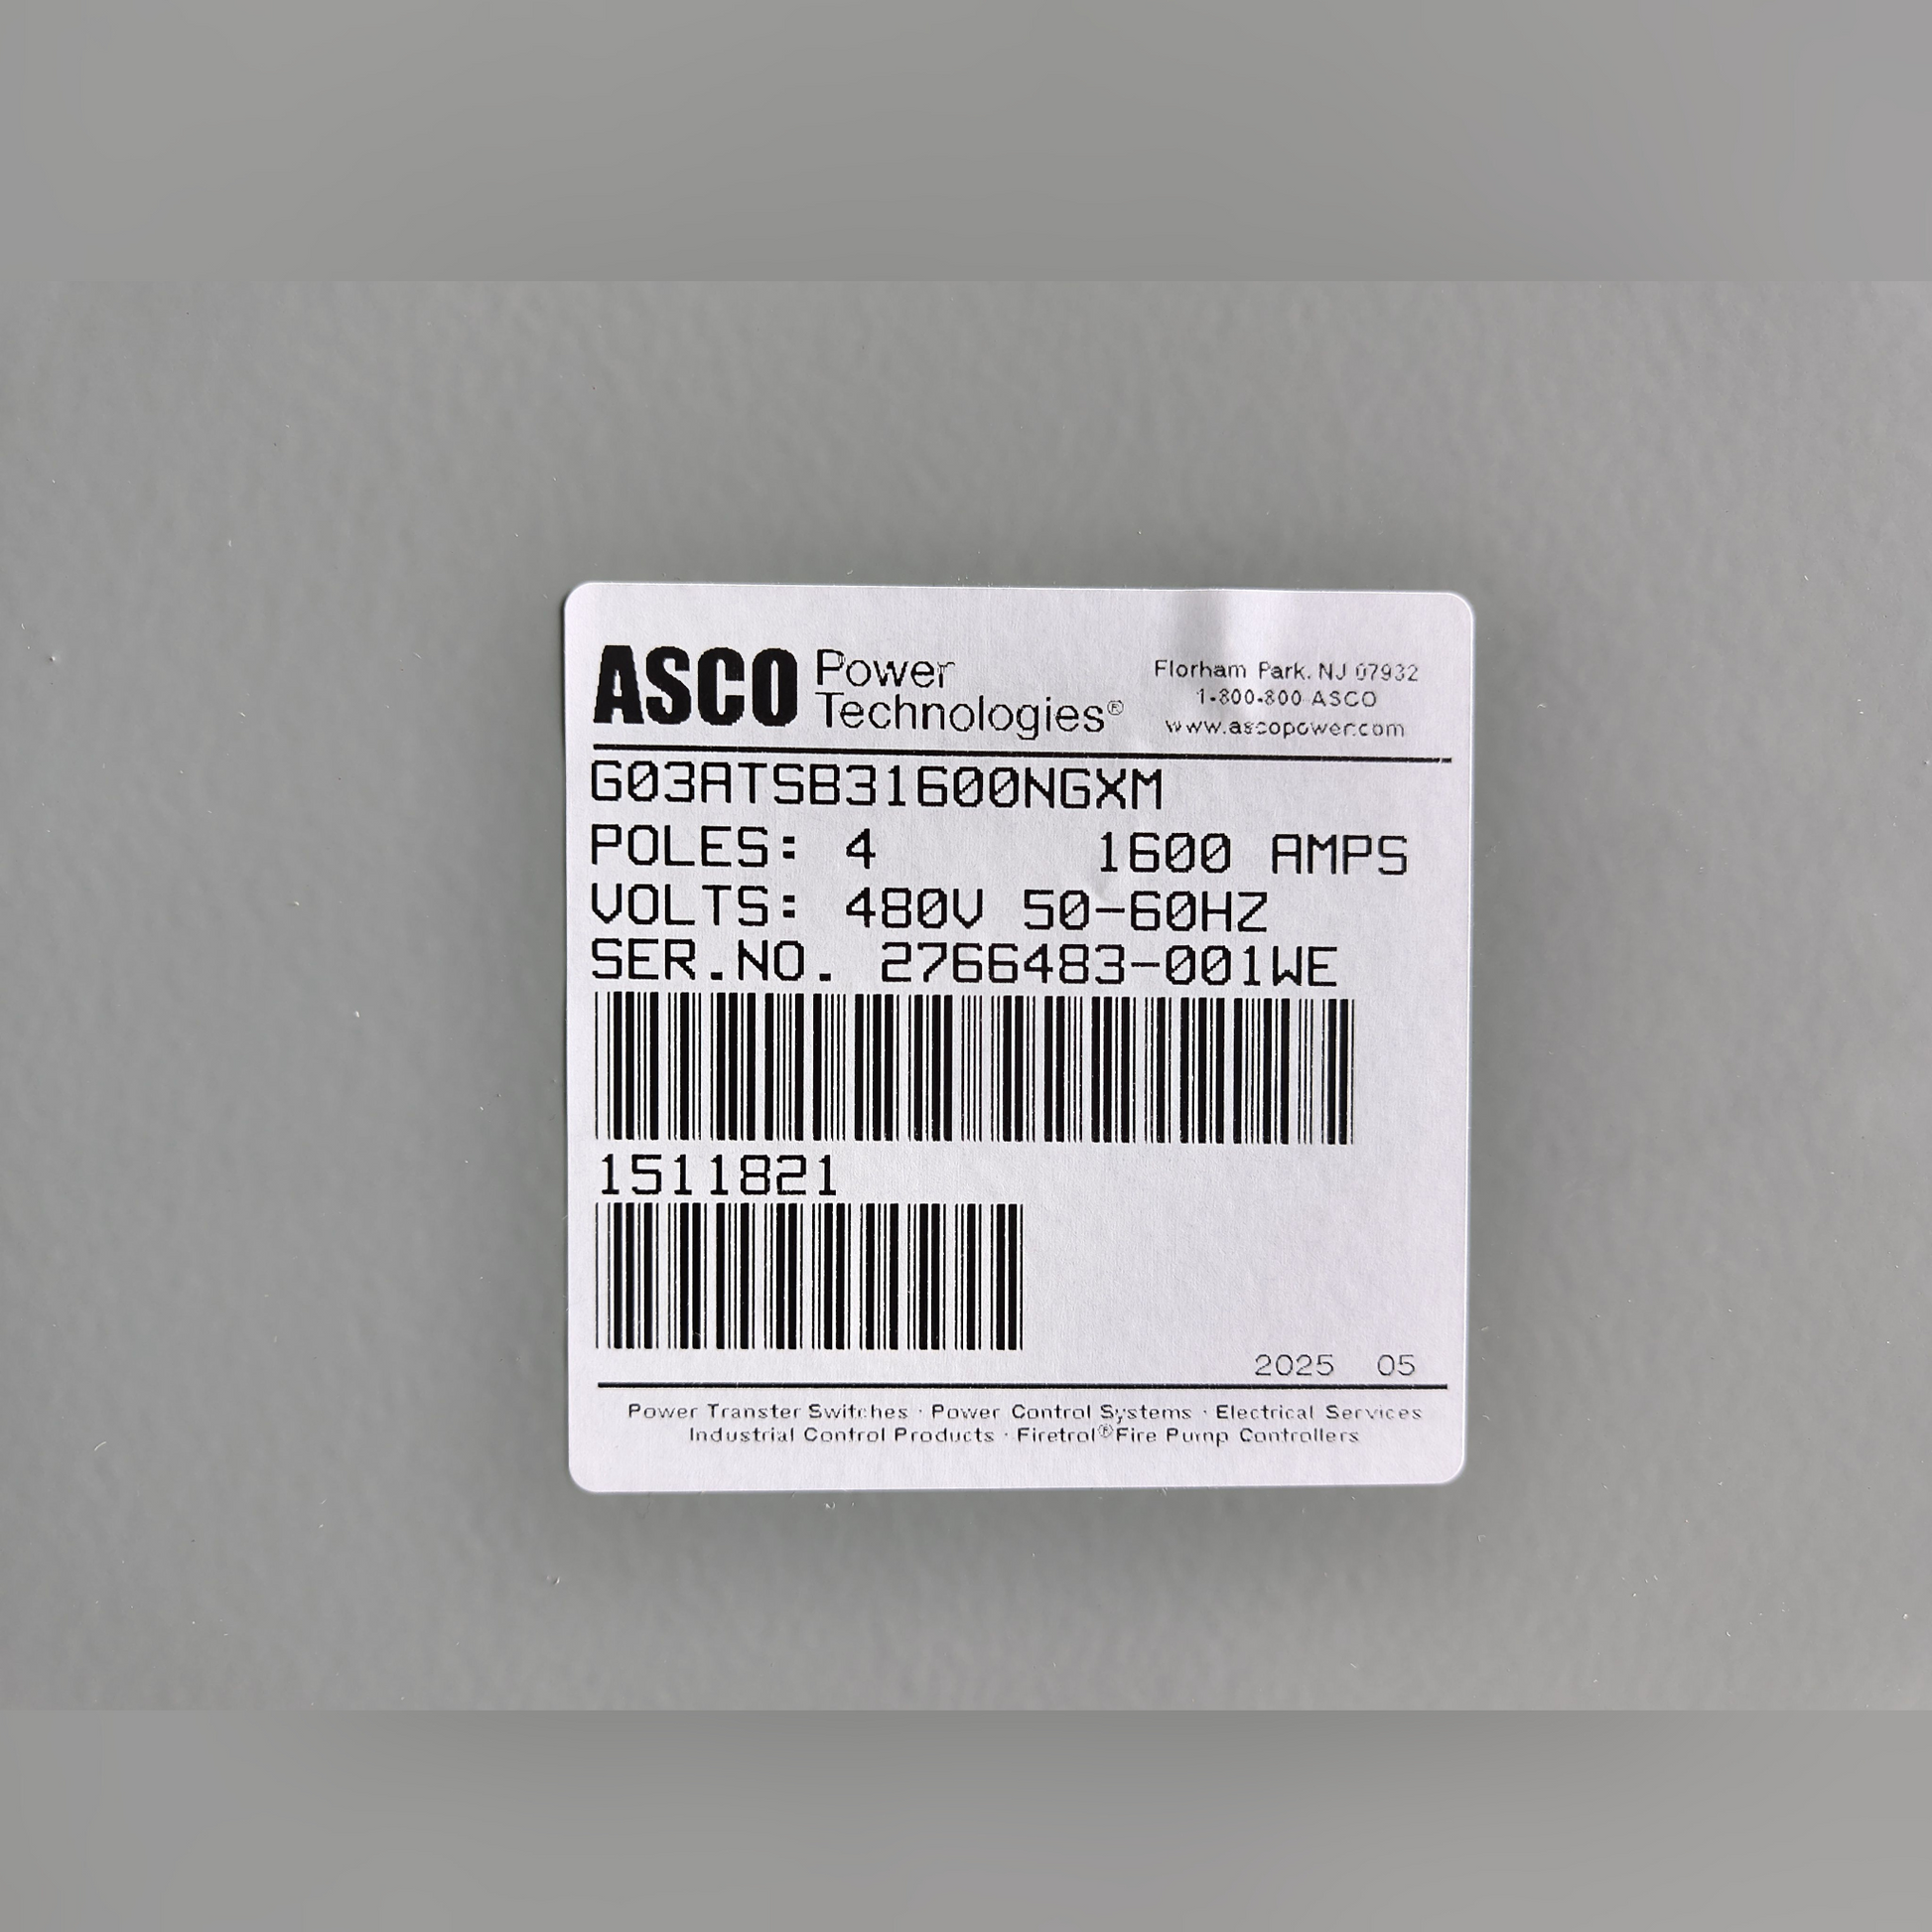 ASCO Power Technologies®
Florham Park, NJ 07932
1-800-800-ASCO
www.ascopower.com
G03ATSB31600NGXM
POLES: 4 1600 AMPS
VOLTS: 480V 50-60HZ
SER.NO. 2766483-001WE
1511821
2025 05
Power Transfer Switches · Power Control Systems · Electrical Services
Industrial Control Products · Firetrol® Fire Pump Controllers